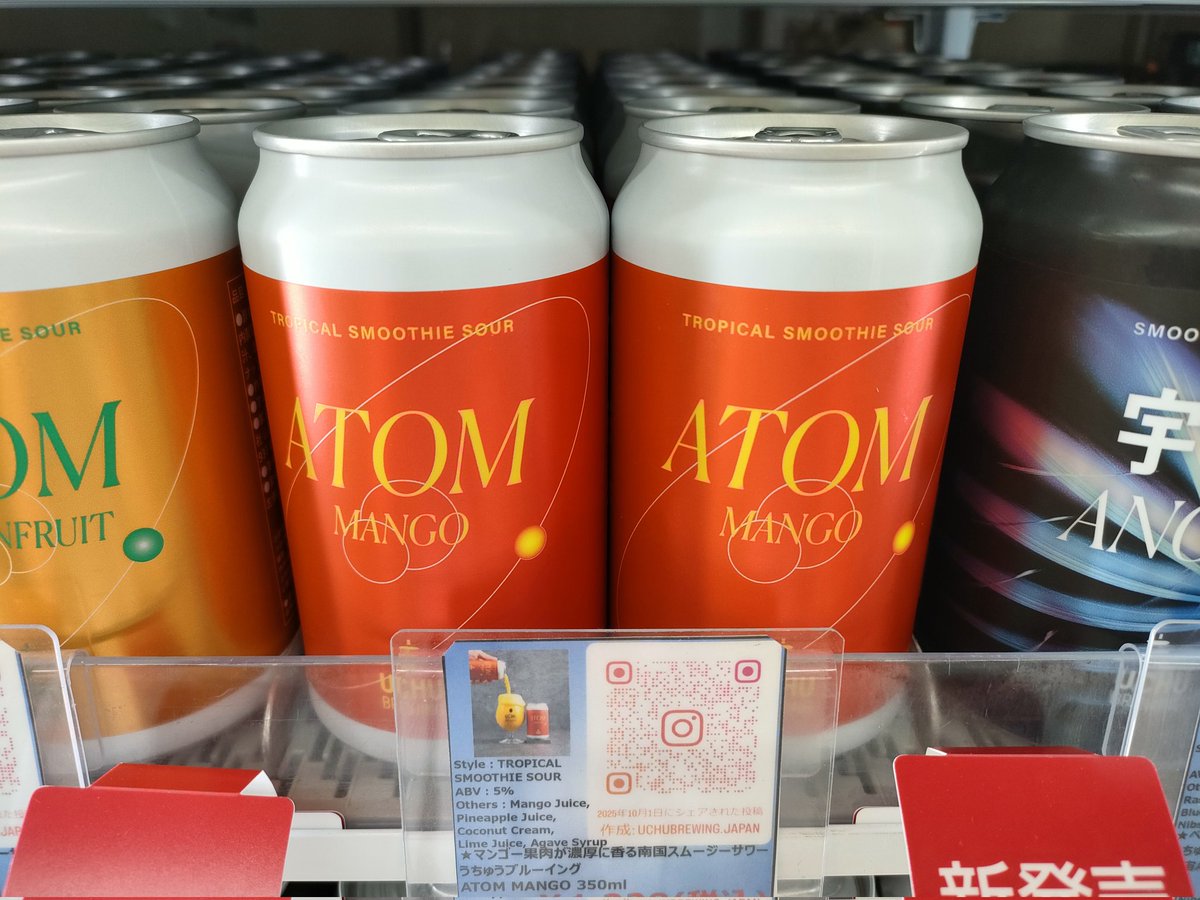 E SOUR
OM
NFRUIT
TROPICAL SMOOTHIE SOUR
ATOM
MANGO
TROPICAL SMOOTHIE SOUR
ATOM
MANGO
SMOO
宇
ANO
UCHU
Style : TROPICAL
SMOOTHIE SOUR
ABV : 5%
Others : Mango Juice,
Pineapple Juice,
Coconut Cream,
Lime Juice, Agave Syrup
2025年10月1日にシェアされた投稿
作成: UCHUBREWING.JAPAN
★マンゴー果肉が濃厚に香る南国スムージーサワー
うちゅうブルーイング
ATOM MANGO 350ml
新発売